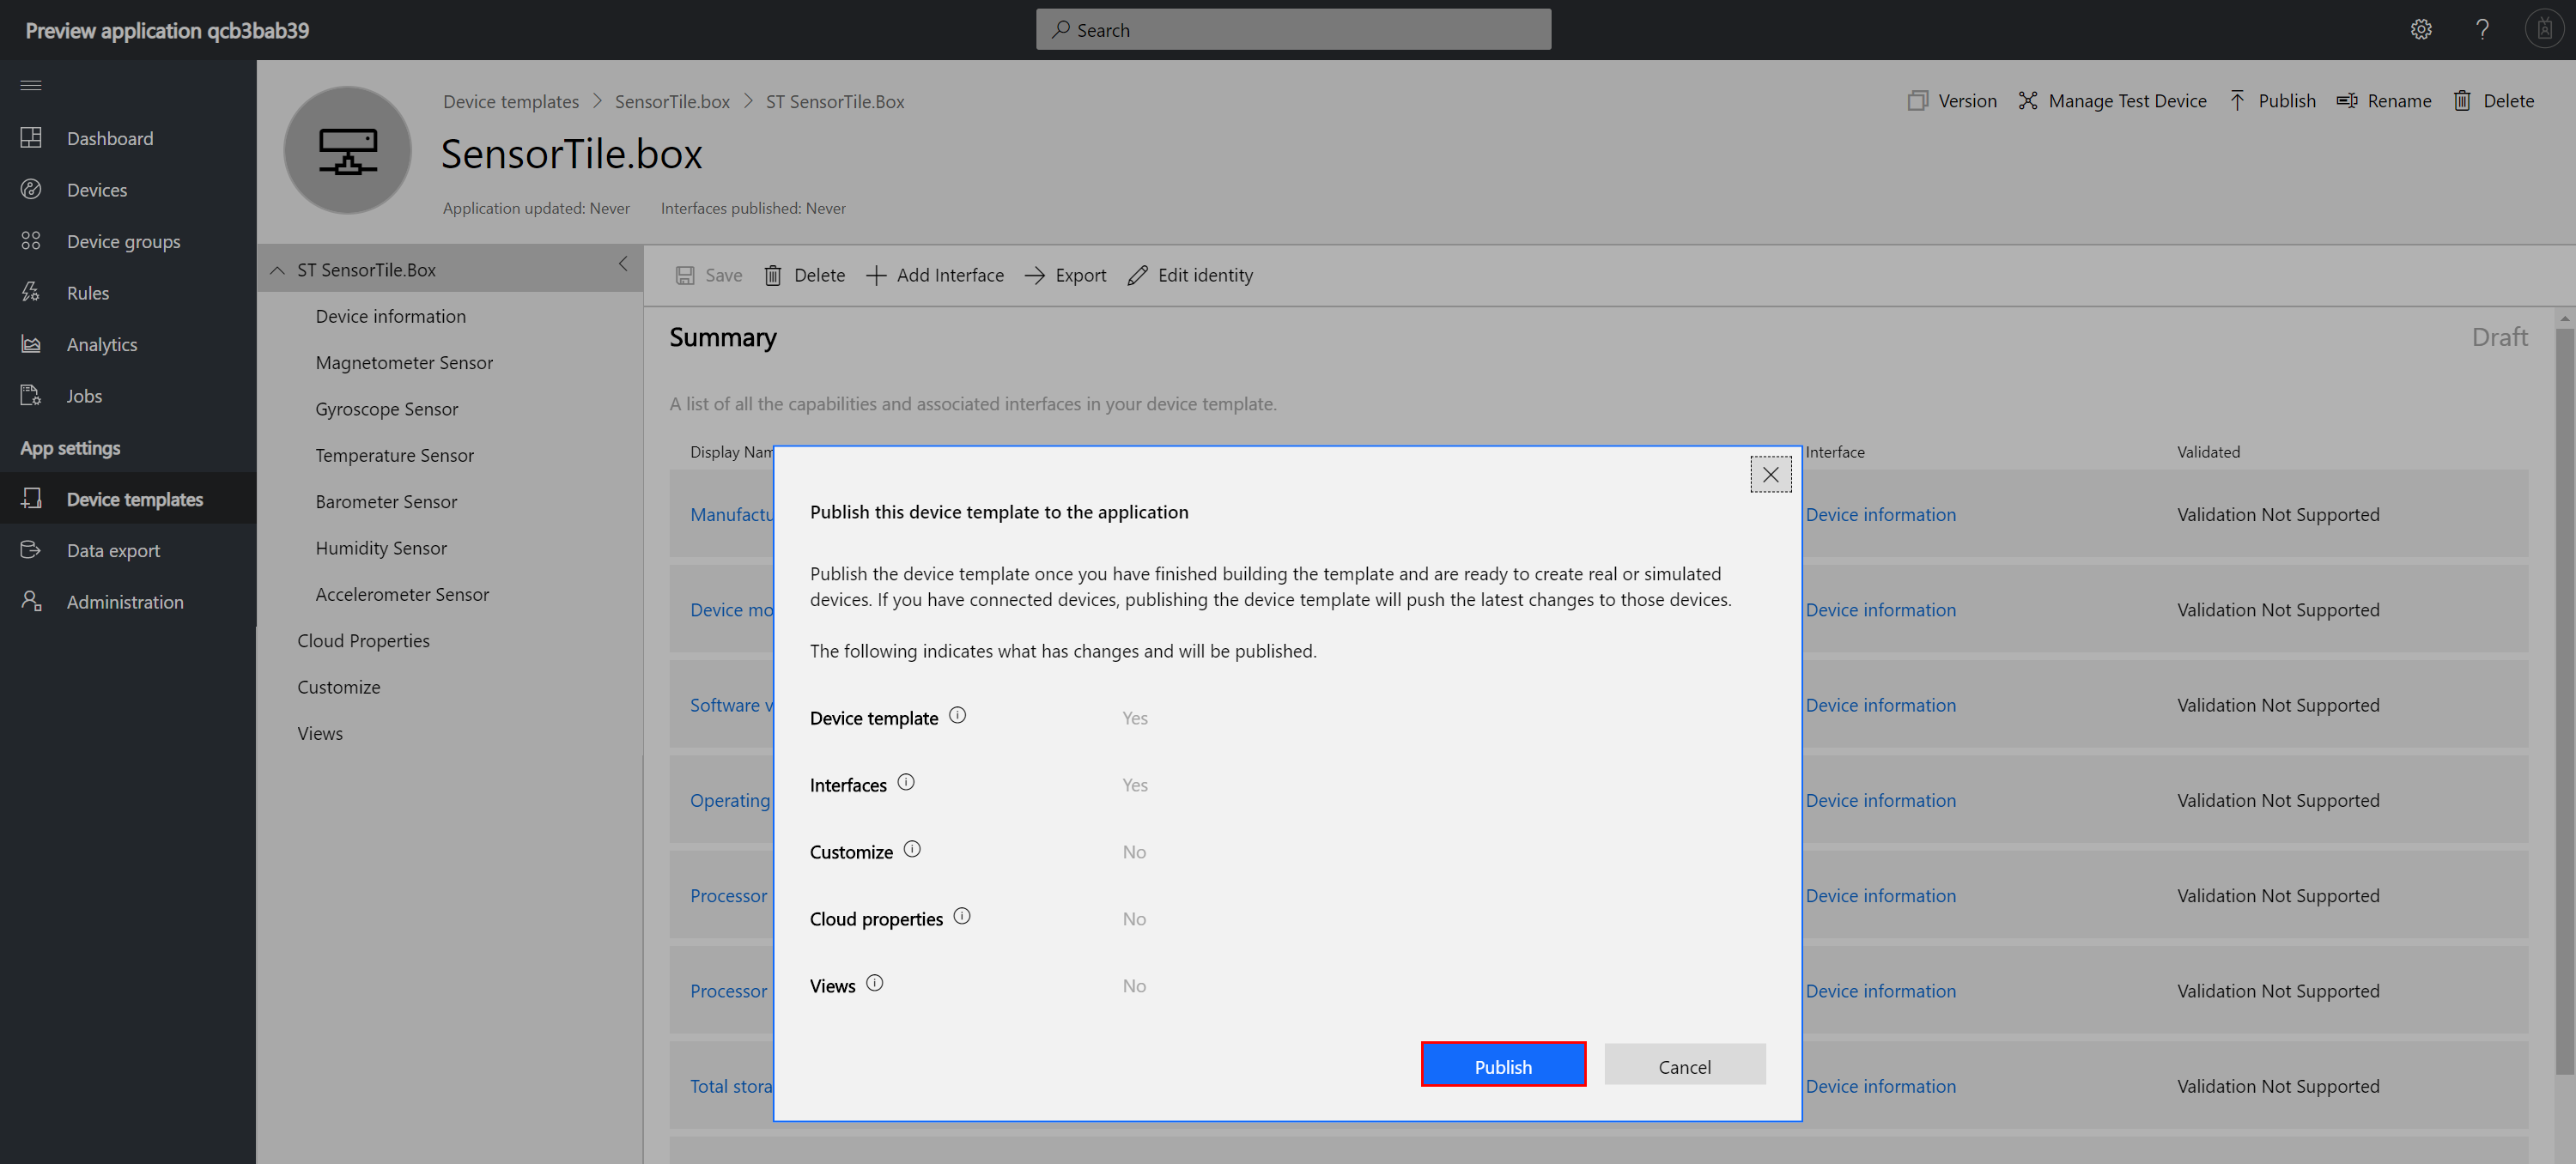 Preview application qcb3bab39
Search
Dashboard
Devices
Device groups
Rules
Analytics
Jobs
App settings
Device templates
Data export
Administration
Device templates > SensorTile.box > ST SensorTile.Box
SensorTile.box
Application updated: Never Interfaces published: Never
Version Manage Test Device Publish Rename Delete
ST SensorTile.Box
Device information
Magnetometer Sensor
Gyroscope Sensor
Temperature Sensor
Barometer Sensor
Humidity Sensor
Accelerometer Sensor
Cloud Properties
Customize
Views
Save Delete Add Interface Export Edit identity
Summary
Draft
A list of all the capabilities and associated interfaces in your device template.
Display Nam Interface Validated
Manufactu Device information Validation Not Supported
Device mo Device information Validation Not Supported
Software v Device information Validation Not Supported
Operating Device information Validation Not Supported
Processor Device information Validation Not Supported
Processor Device information Validation Not Supported
Total stora Device information Validation Not Supported
Publish this device template to the application
Publish the device template once you have finished building the template and are ready to create real or simulated
devices. If you have connected devices, publishing the device template will push the latest changes to those devices.
The following indicates what has changes and will be published.
Device template Yes
Interfaces Yes
Customize No
Cloud properties No
Views No
Publish Cancel